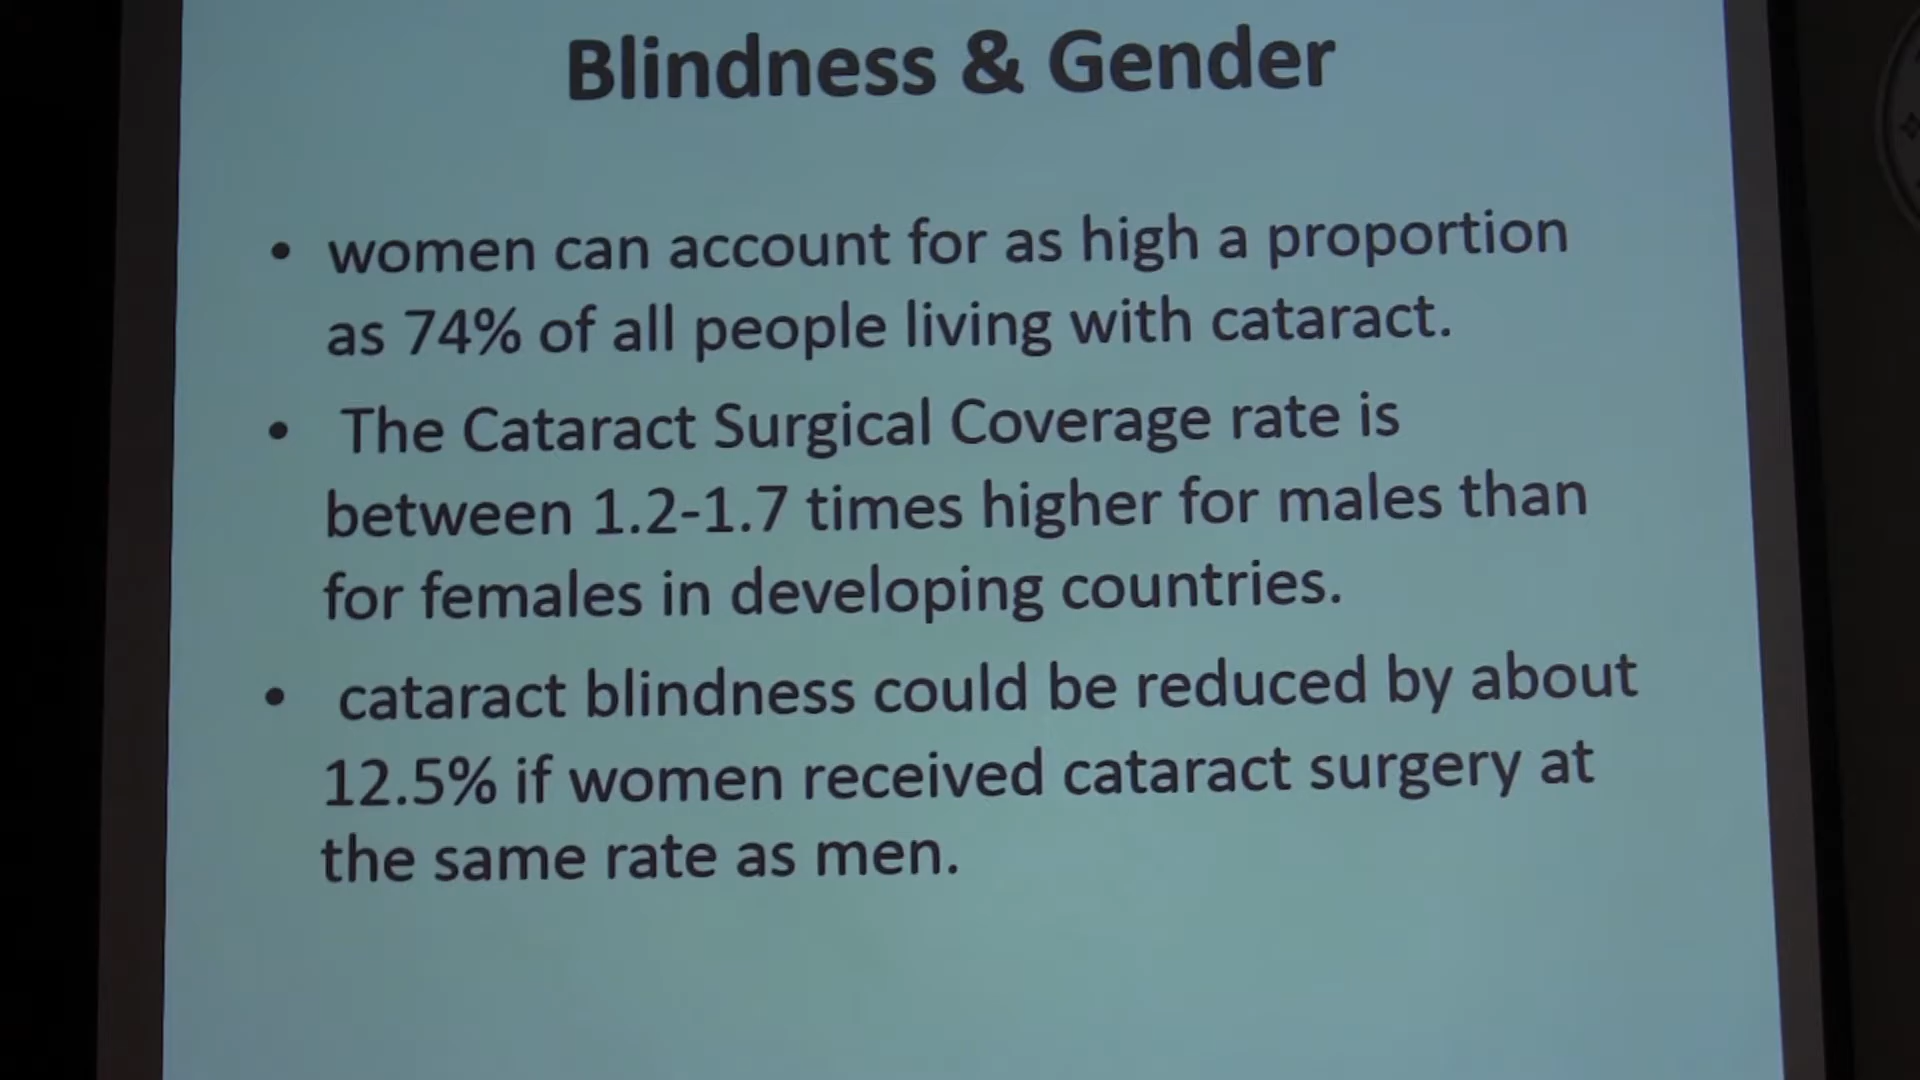 Blindness & Gender
• women can account for as high a proportion
as 74% of all people living with cataract.
• The Cataract Surgical Coverage rate is
between 1.2-1.7 times higher for males than
for females in developing countries.
• cataract blindness could be reduced by about
12.5% if women received cataract surgery at
the same rate as men.